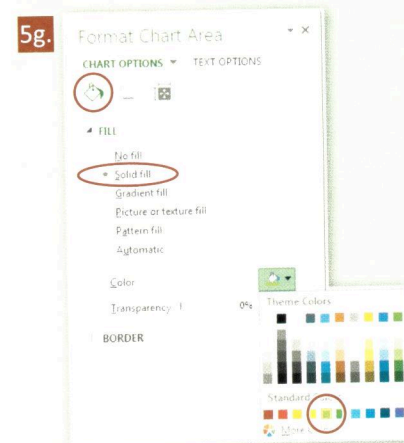 5g.
Format Chart Area
CHART OPTIONS TEXT OPTIONS
FILL
No fill
Solid fill
Gradient fill
Picture or texture fill
Pattern fill
Automatic
Color
Transparency 0%
Theme Colors
BORDER
Standard
More